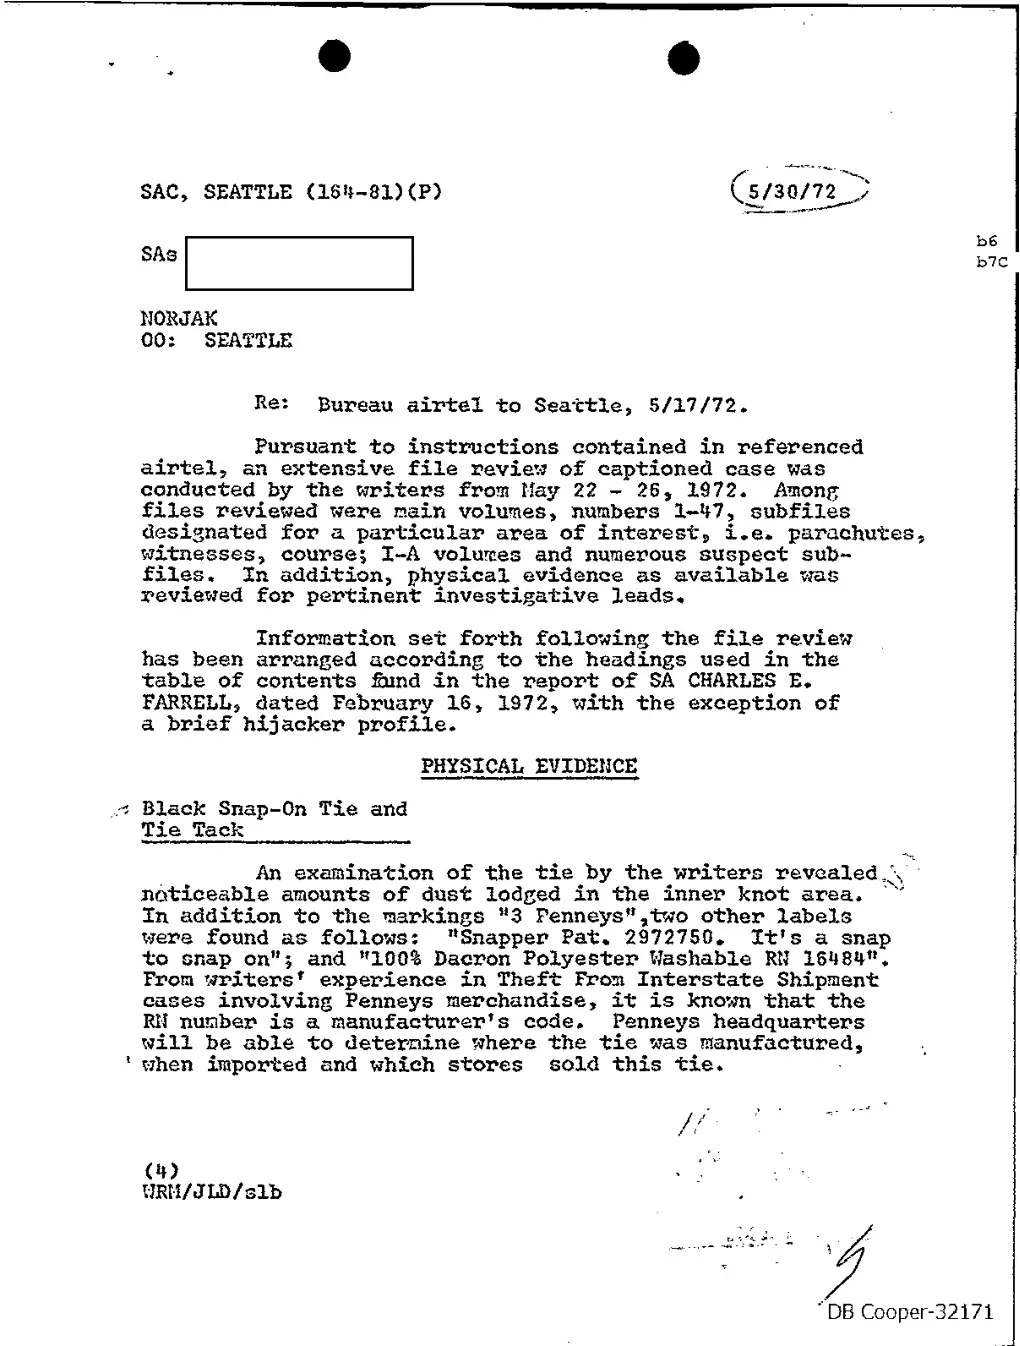 SAC, SEATTLE (164-81)(P)
5/30/72
SAs
b6
b7C
NORJAK
OO: SEATTLE
Re: Bureau airtel to Seattle, 5/17/72.
Pursuant to instructions contained in referenced
airtel, an extensive file review of captioned case was
conducted by the writers from May 22 - 26, 1972. Among
files reviewed were main volumes, numbers 1-47, subfiles
designated for a particular area of interest, i.e. parachutes,
witnesses, course; I-A volumes and numerous suspect sub-
files. In addition, physical evidence as available was
reviewed for pertinent investigative leads.
Information set forth following the file review
has been arranged according to the headings used in the
table of contents fund in the report of SA CHARLES E.
FARRELL, dated February 16, 1972, with the exception of
a brief hijacker profile.
PHYSICAL EVIDENCE
Black Snap-On Tie and
Tie Tack
An examination of the tie by the writers revealed
noticeable amounts of dust lodged in the inner knot area.
In addition to the markings "3 Penneys",two other labels
were found as follows: "Snapper Pat. 2972750. It's a snap
to snap on"; and "100% Dacron Polyester Washable RN 16484".
From writers' experience in Theft From Interstate Shipment
cases involving Penneys merchandise, it is known that the
RN number is a manufacturer's code. Penneys headquarters
will be able to determine where the tie was manufactured,
when imported and which stores sold this tie.
(4)
WRM/JLD/slb
DB Cooper-32171